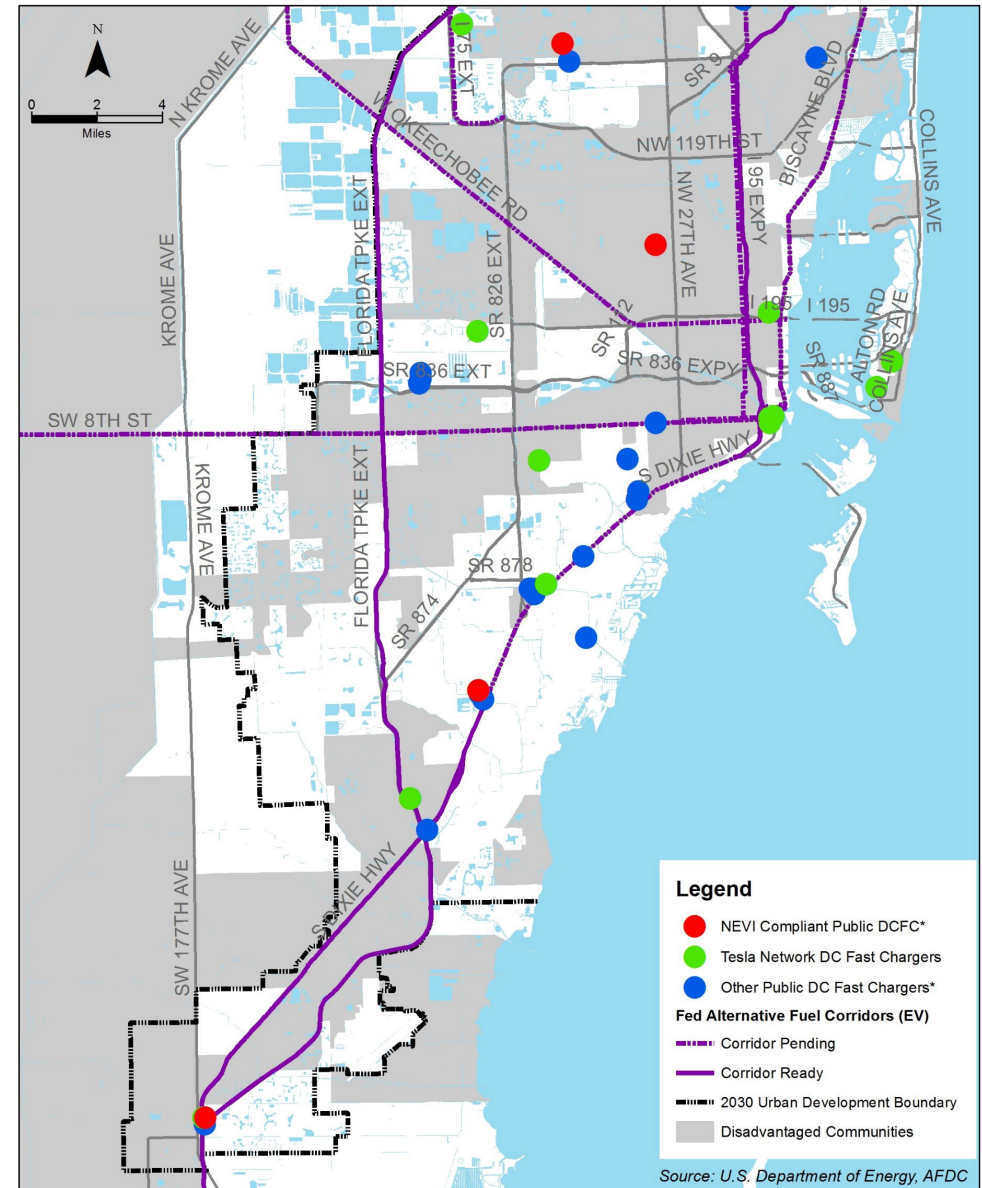 N
0 2 4
Miles
N KROME AVE
I 75 EXT
SR 9
BISCAYNE BLVD
W OKEECHOBEE RD
NW 119TH ST
COLLINS AVE
FLORIDA TPKE EXT
I 95 EXPY
NW 27TH AVE
KROME AVE
SR 826 EXT
I 195
I 195
SR 112
ALTON RD
COLLINS AVE
SR 836 EXT
SR 836 EXPY
SR 887
SW 8TH ST
S DIXIE HWY
KROME AVE
FLORIDA TPKE EXT
SR 878
SR 874
S DIXIE HWY
SW 177TH AVE
Legend
NEVI Compliant Public DCFC*
Tesla Network DC Fast Chargers
Other Public DC Fast Chargers*
Fed Alternative Fuel Corridors (EV)
Corridor Pending
Corridor Ready
2030 Urban Development Boundary
Disadvantaged Communities
Source: U.S. Department of Energy, AFDC